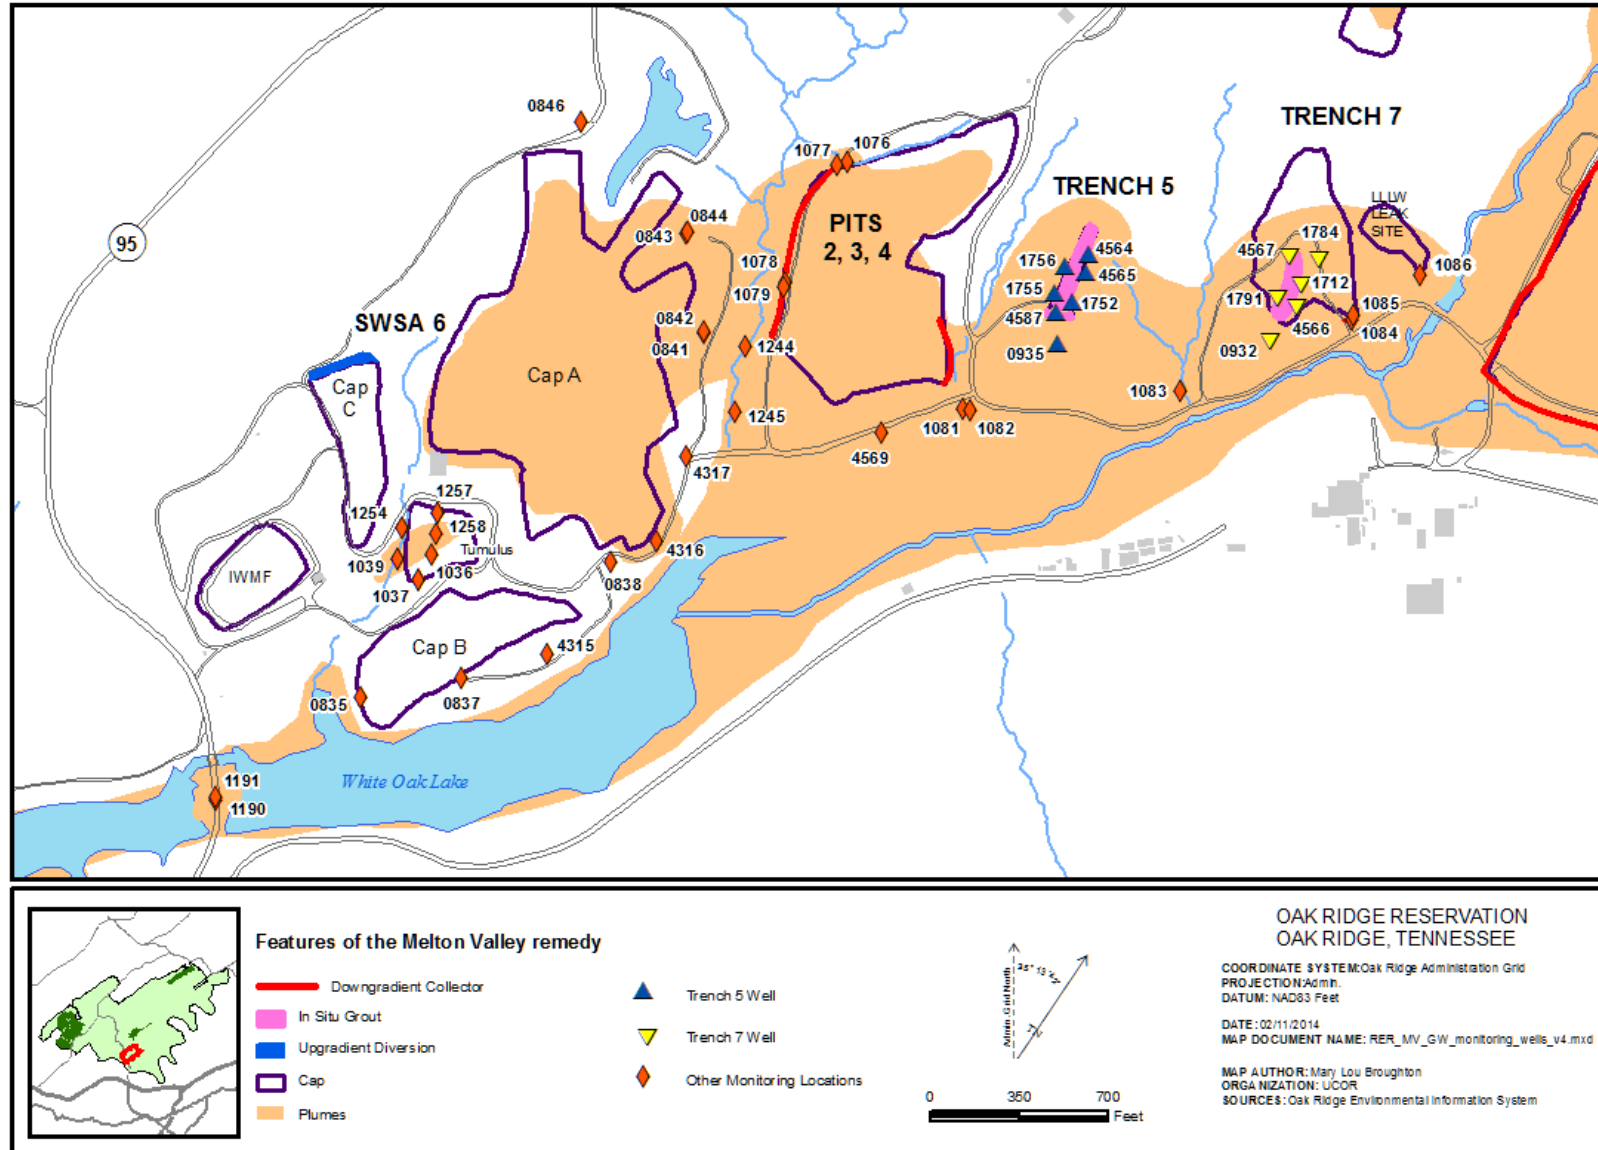 0846
1077
1076
TRENCH 7
TRENCH 5
LLLW
LEAK
SITE
95
0844
0843
PITS
2, 3, 4
1784
4567
4564
1756
4565
1078
1079
1086
1755
1752
1791
1712
1085
1084
4587
4566
0842
0841
SWSA 6
1244
0935
0932
Cap A
Cap
C
1083
1245
1081
1082
4569
4317
1257
1254
1258
Tumulus
4316
1039
1036
IWMF
0838
1037
Cap B
4315
0835
0837
White Oak Lake
1191
1190
Features of the Melton Valley remedy
Downgradient Collector
In Situ Grout
Upgradient Diversion
Cap
Plumes
Trench 5 Well
Trench 7 Well
Other Monitoring Locations
Admin. Grid North
TN
0 350 700
Feet
OAK RIDGE RESERVATION
OAK RIDGE, TENNESSEE
COORDINATE SYSTEM:Oak Ridge Administration Grid
PROJECTION:Admin.
DATUM: NAD83 Feet
DATE: 02/11/2014
MAP DOCUMENT NAME: RER_MV_GW_monitoring_wells_v4.mxd
MAP AUTHOR: Mary Lou Broughton
ORGANIZATION: UCOR
SOURCES: Oak Ridge Environmental Information System